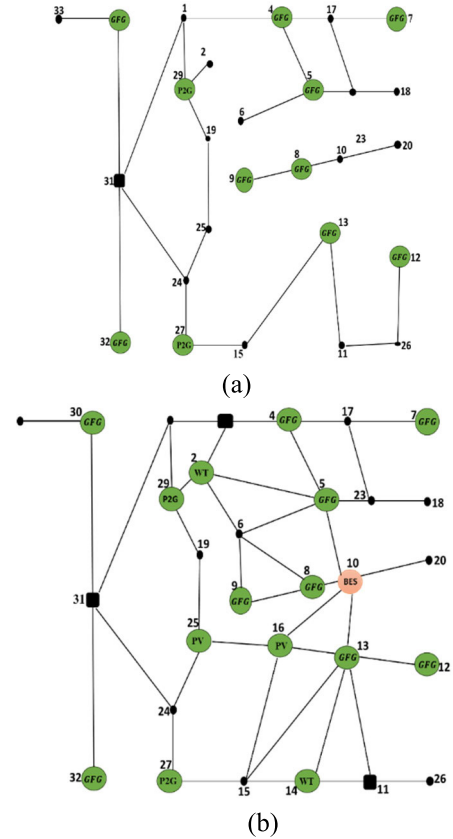 33 GFG 1 4 GFG 17 GFG 7
29 2
P2G 5 GFG 18
6
19 23 20
8 10
9 GFG GFG
31
25 13
GFG GFG 12
24
32 GFG 27 P2G 15 11 26
(a)
30 GFG 4 GFG 17 7 GFG
2 WT
29 P2G 5 GFG 23 18
6
19 8 10 20
9 GFG GFG BES
31
25 PV 16 PV 13 GFG GFG 12
24
27
32 GFG P2G 15 14 WT 11 26
(b)